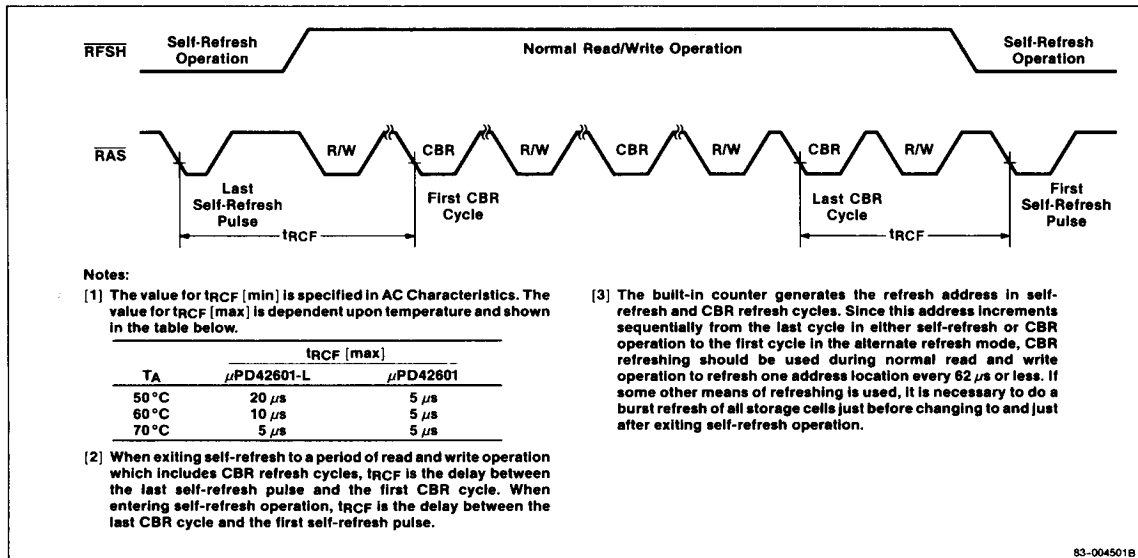 RFSH
Self-Refresh
Operation
Normal Read/Write Operation
Self-Refresh
Operation
RAS
R/W
CBR
R/W
CBR
R/W
CBR
R/W
Last
Self-Refresh
Pulse
First CBR
Cycle
Last CBR
Cycle
First
Self-Refresh
Pulse
tRCF
tRCF
Notes:
[1] The value for tRCF [min] is specified in AC Characteristics. The
value for tRCF [max] is dependent upon temperature and shown
in the table below.
tRCF [max]
TA μPD42601-L μPD42601
50°C 20 μs 5 μs
60°C 10 μs 5 μs
70°C 5 μs 5 μs
[2] When exiting self-refresh to a period of read and write operation
which includes CBR refresh cycles, tRCF is the delay between
the last self-refresh pulse and the first CBR cycle. When
entering self-refresh operation, tRCF is the delay between the
last CBR cycle and the first self-refresh pulse.
[3] The built-in counter generates the refresh address in self-
refresh and CBR refresh cycles. Since this address increments
sequentially from the last cycle in either self-refresh or CBR
operation to the first cycle in the alternate refresh mode, CBR
refreshing should be used during normal read and write
operation to refresh one address location every 62 μs or less. If
some other means of refreshing is used, it is necessary to do a
burst refresh of all storage cells just before changing to and just
after exiting self-refresh operation.
83-004501B